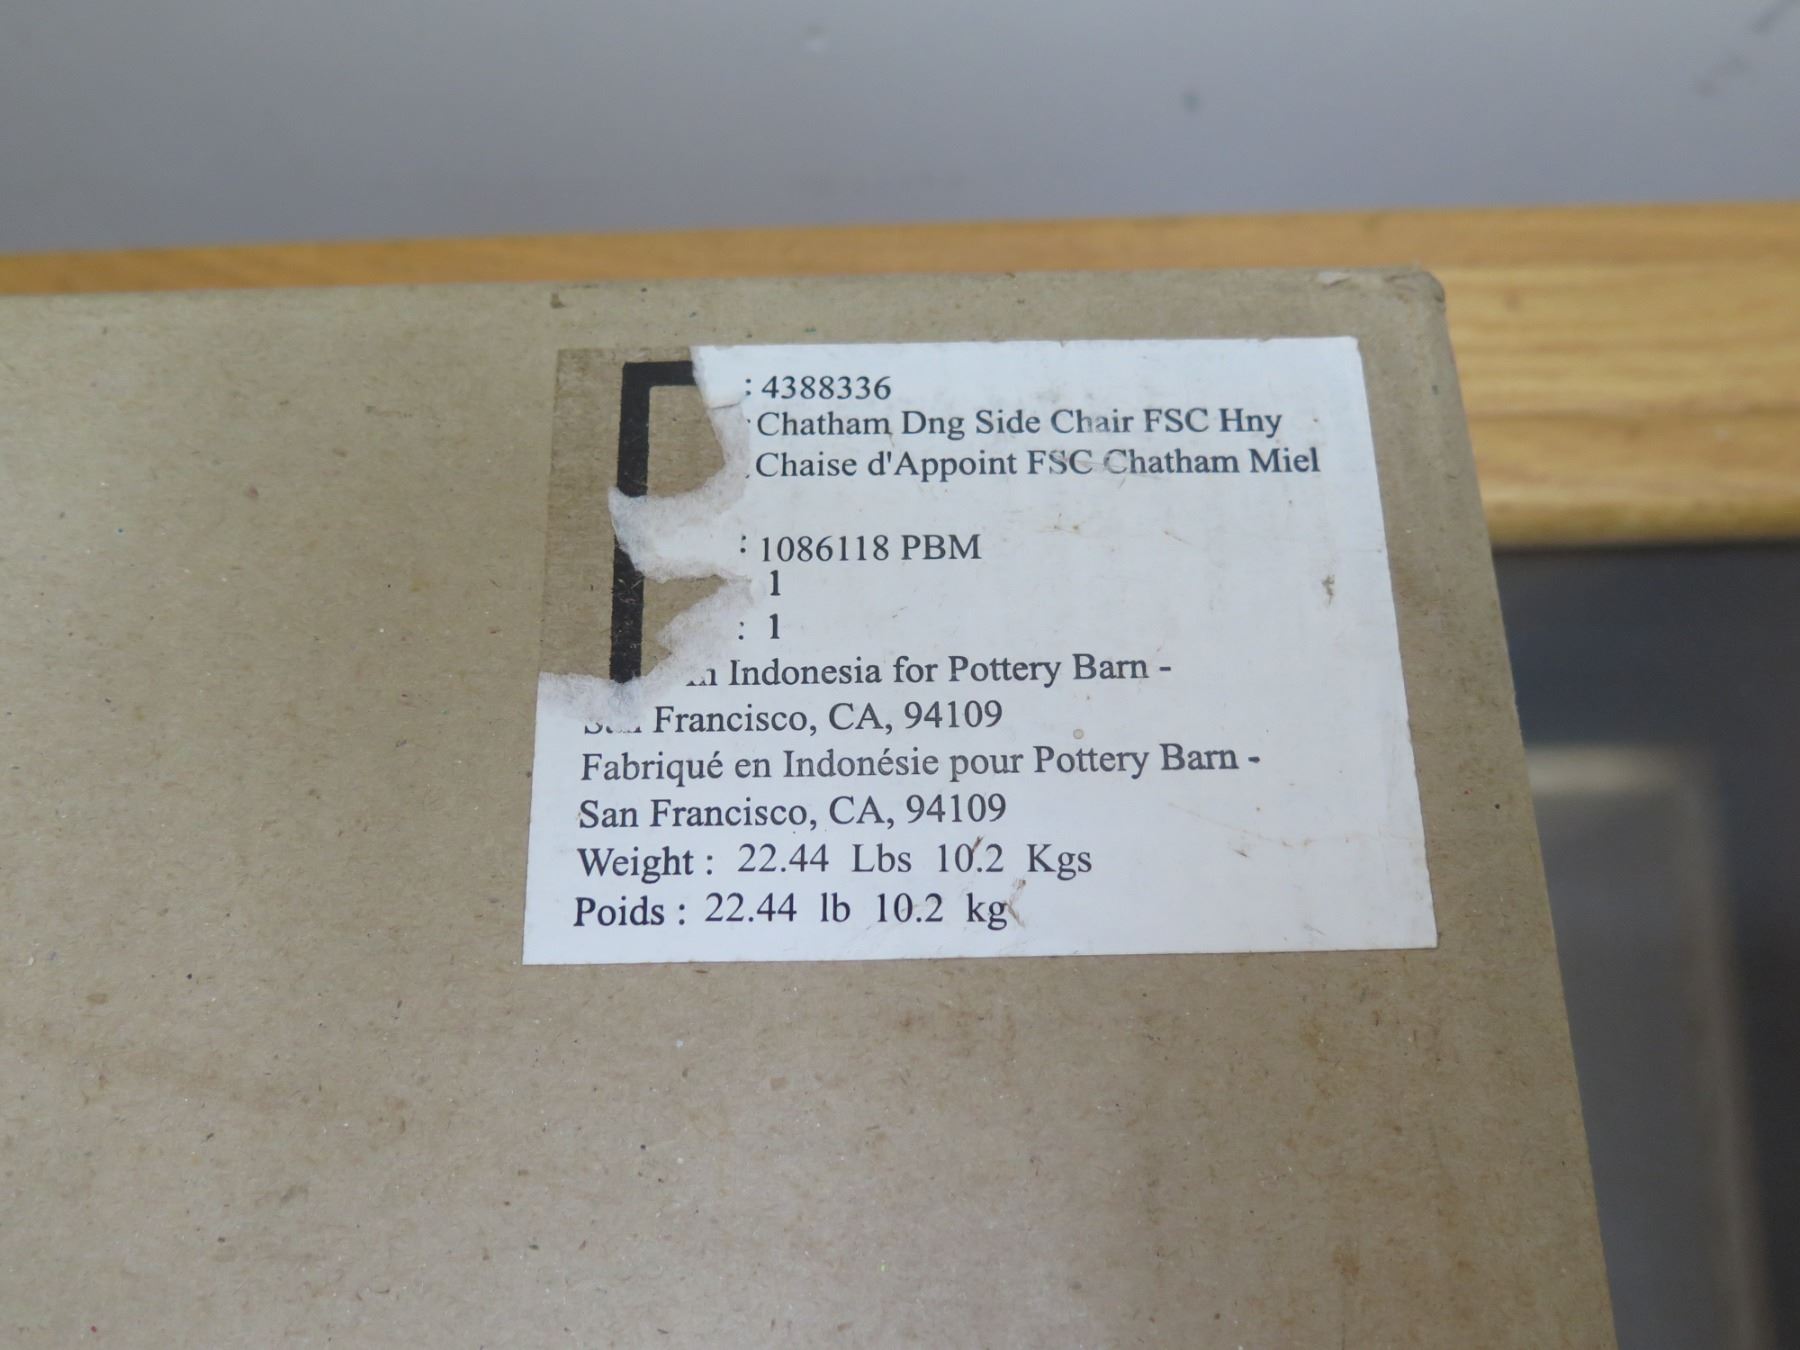 : 4388336
Chatham Dng Side Chair FSC Hny
Chaise d'Appoint FSC Chatham Miel
: 1086118 PBM
1
: 1
Indonesia for Pottery Barn -
Francisco, CA, 94109
Fabriqué en Indonésie pour Pottery Barn -
San Francisco, CA, 94109
Weight : 22.44 Lbs 10.2 Kgs
Poids : 22.44 lb 10.2 kg